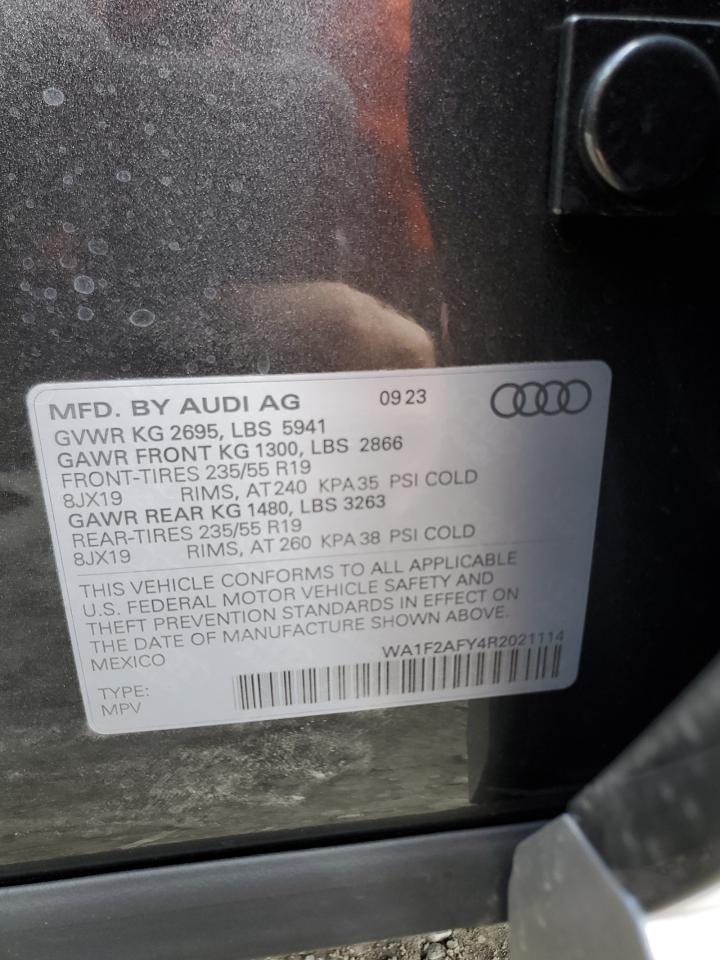 MFD. BY AUDI AG 09 23
GVWR KG 2695, LBS 5941
GAWR FRONT KG 1300, LBS 2866
FRONT-TIRES 235/55 R19
8JX19 RIMS, AT 240 KPA 35 PSI COLD
GAWR REAR KG 1480, LBS 3263
REAR-TIRES 235/55 R19
8JX19 RIMS, AT 260 KPA 38 PSI COLD
THIS VEHICLE CONFORMS TO ALL APPLICABLE
U.S. FEDERAL MOTOR VEHICLE SAFETY AND
THEFT PREVENTION STANDARDS IN EFFECT ON
THE DATE OF MANUFACTURE SHOWN ABOVE.
MEXICO WA1F2AFY4R2021114
TYPE:
MPV